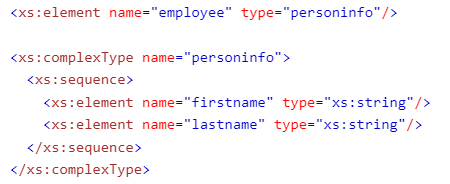 <xs:element name="employee" type="personinfo"/>
<xs:complexType name="personinfo">
<xs:sequence>
<xs:element name="firstname" type="xs:string"/>
<xs:element name="lastname" type="xs:string"/>
</xs:sequence>
</xs:complexType>